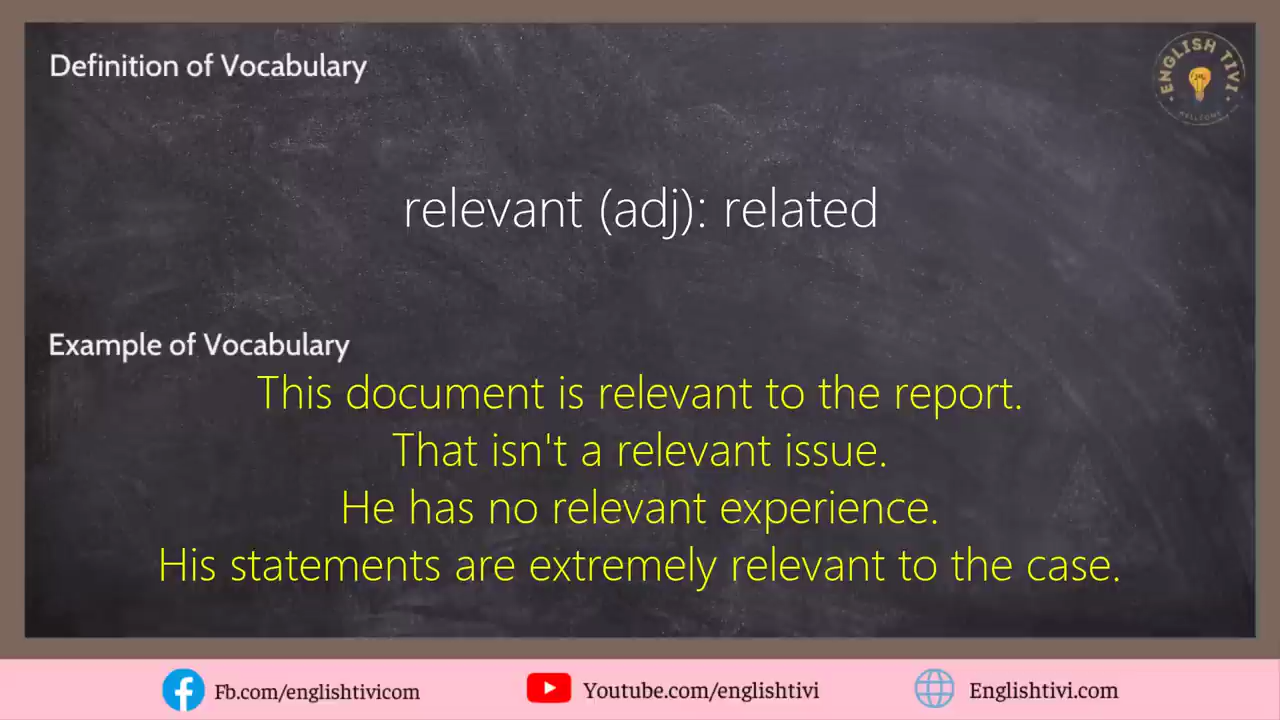 Definition of Vocabulary
ENGLISH TIVI
WELLCOME
relevant (adj): related
Example of Vocabulary
This document is relevant to the report.
That isn't a relevant issue.
He has no relevant experience.
His statements are extremely relevant to the case.
Fb.com/englishtivicom
Youtube.com/englishtivi
Englishtivi.com